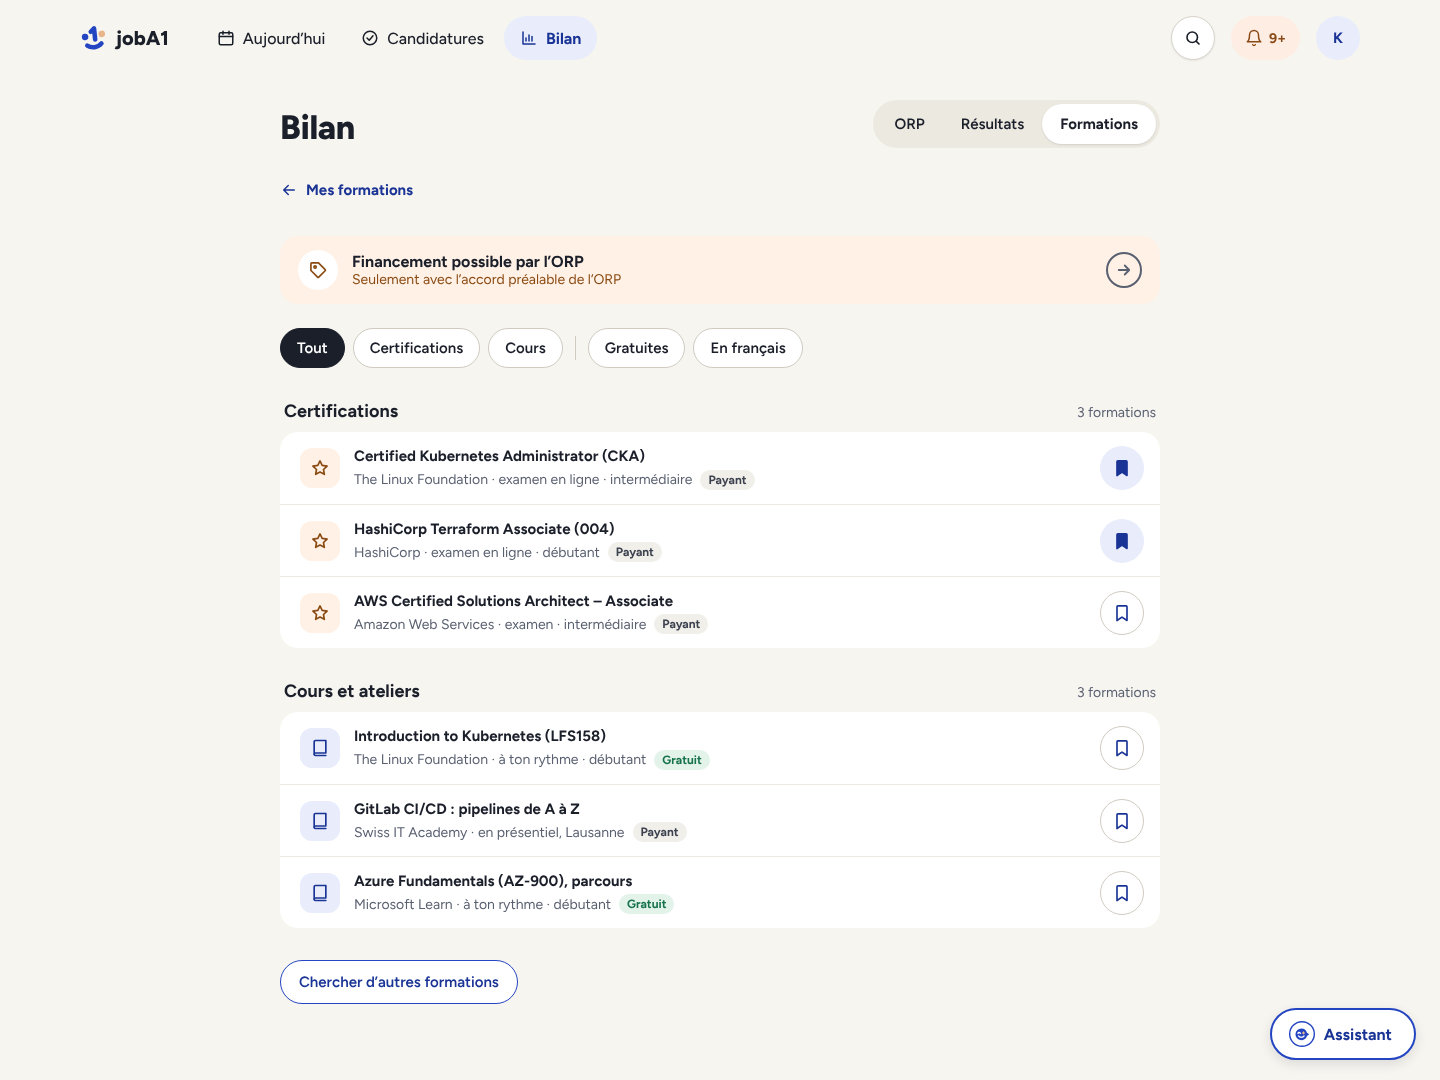 jobA1
Aujourd’hui
Candidatures
Bilan
9+
K
Bilan
ORP
Résultats
Formations
Mes formations
Financement possible par l’ORP
Seulement avec l’accord préalable de l’ORP
Tout
Certifications
Cours
Gratuites
En français
Certifications
3 formations
Certified Kubernetes Administrator (CKA)
The Linux Foundation · examen en ligne · intermédiaire Payant
HashiCorp Terraform Associate (004)
HashiCorp · examen en ligne · débutant Payant
AWS Certified Solutions Architect – Associate
Amazon Web Services · examen · intermédiaire Payant
Cours et ateliers
3 formations
Introduction to Kubernetes (LFS158)
The Linux Foundation · à ton rythme · débutant Gratuit
GitLab CI/CD : pipelines de A à Z
Swiss IT Academy · en présentiel, Lausanne Payant
Azure Fundamentals (AZ-900), parcours
Microsoft Learn · à ton rythme · débutant Gratuit
Chercher d’autres formations
Assistant